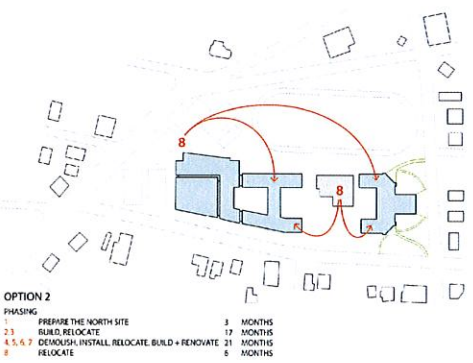 8
8
OPTION 2
PHASING
1 PREPARE THE NORTH SITE 3 MONTHS
2 3 BUILD, RELOCATE 17 MONTHS
4, 5, 6, 7 DEMOLISH, INSTALL, RELOCATE, BUILD + RENOVATE 21 MONTHS
8 RELOCATE 6 MONTHS